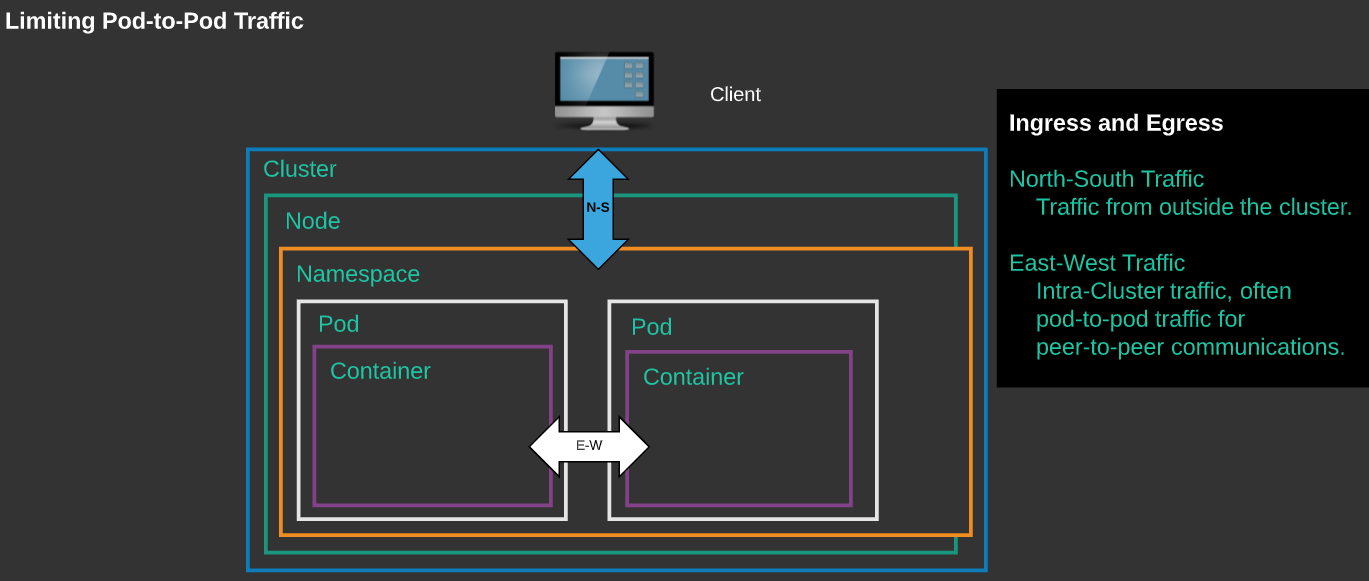 Limiting Pod-to-Pod Traffic
Client
Cluster
N-S
Node
Namespace
Pod
Pod
Container
Container
E-W
Ingress and Egress
North-South Traffic
Traffic from outside the cluster.
East-West Traffic
Intra-Cluster traffic, often
pod-to-pod traffic for
peer-to-peer communications.